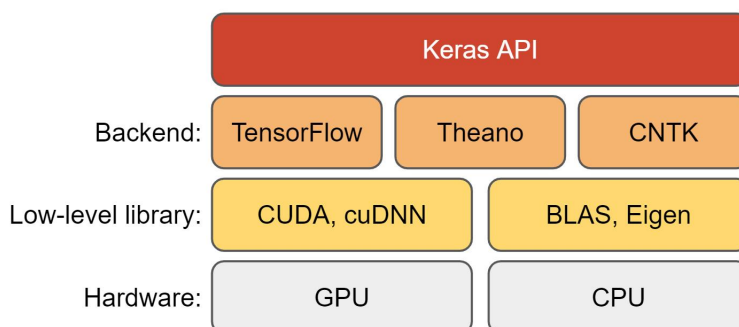 Keras API
Backend: TensorFlow Theano CNTK
Low-level library: CUDA, cuDNN BLAS, Eigen
Hardware: GPU CPU